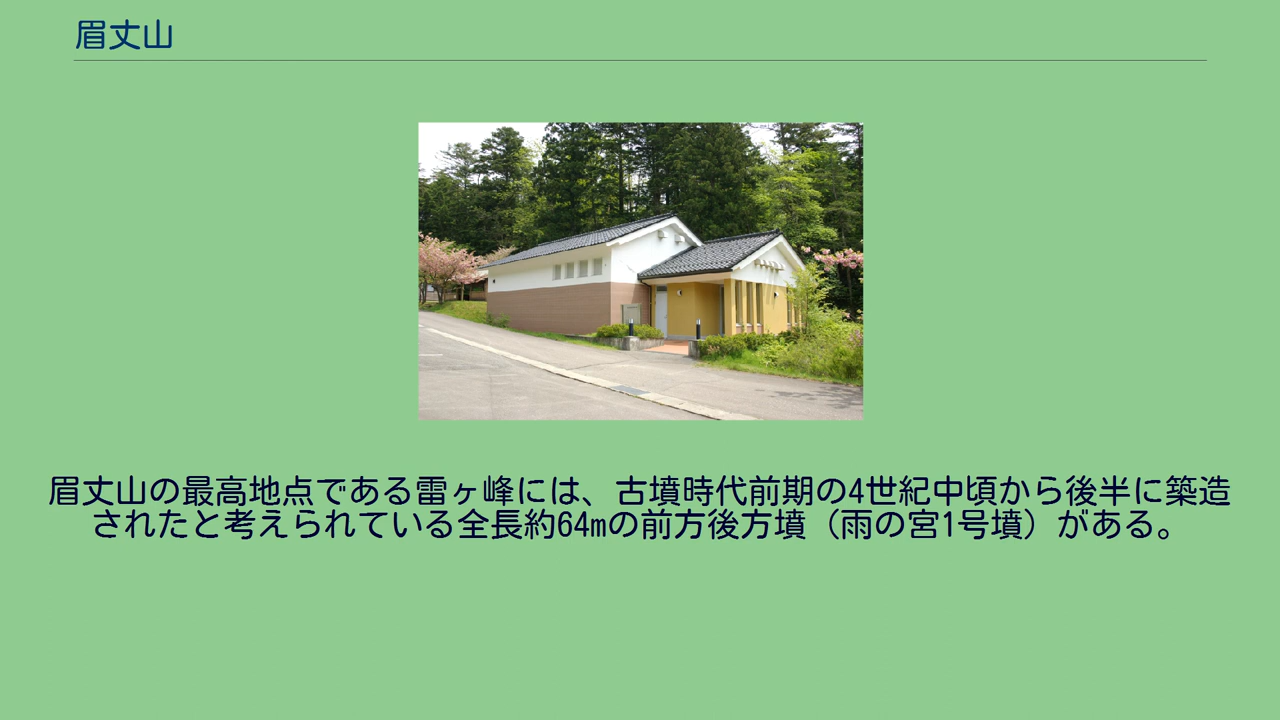 眉丈山
眉丈山の最高地点である雷ヶ峰には、古墳時代前期の4世紀中頃から後半に築造
されたと考えられている全長約64mの前方後方墳（雨の宮1号墳）がある。